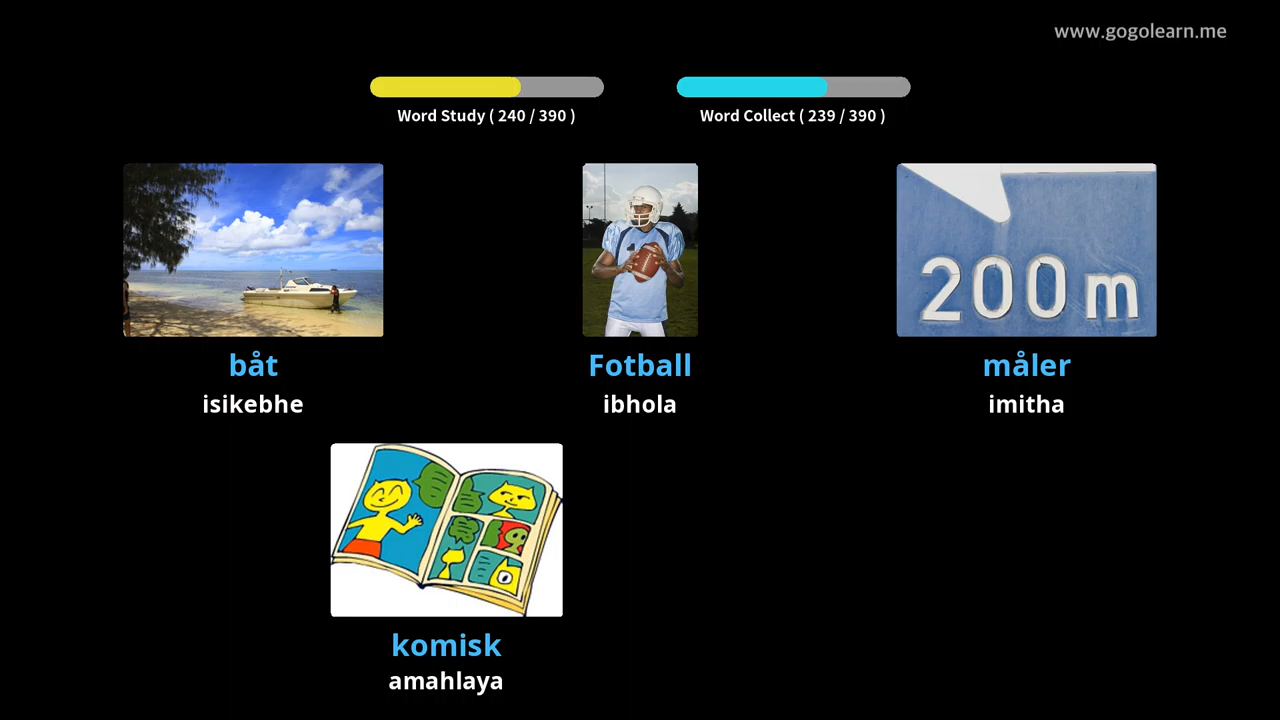 www.gogolearn.me
Word Study ( 240 / 390 )
Word Collect ( 239 / 390 )
200m
båt
Fotball
måler
isikebhe
ibhola
imitha
komisk
amahlaya